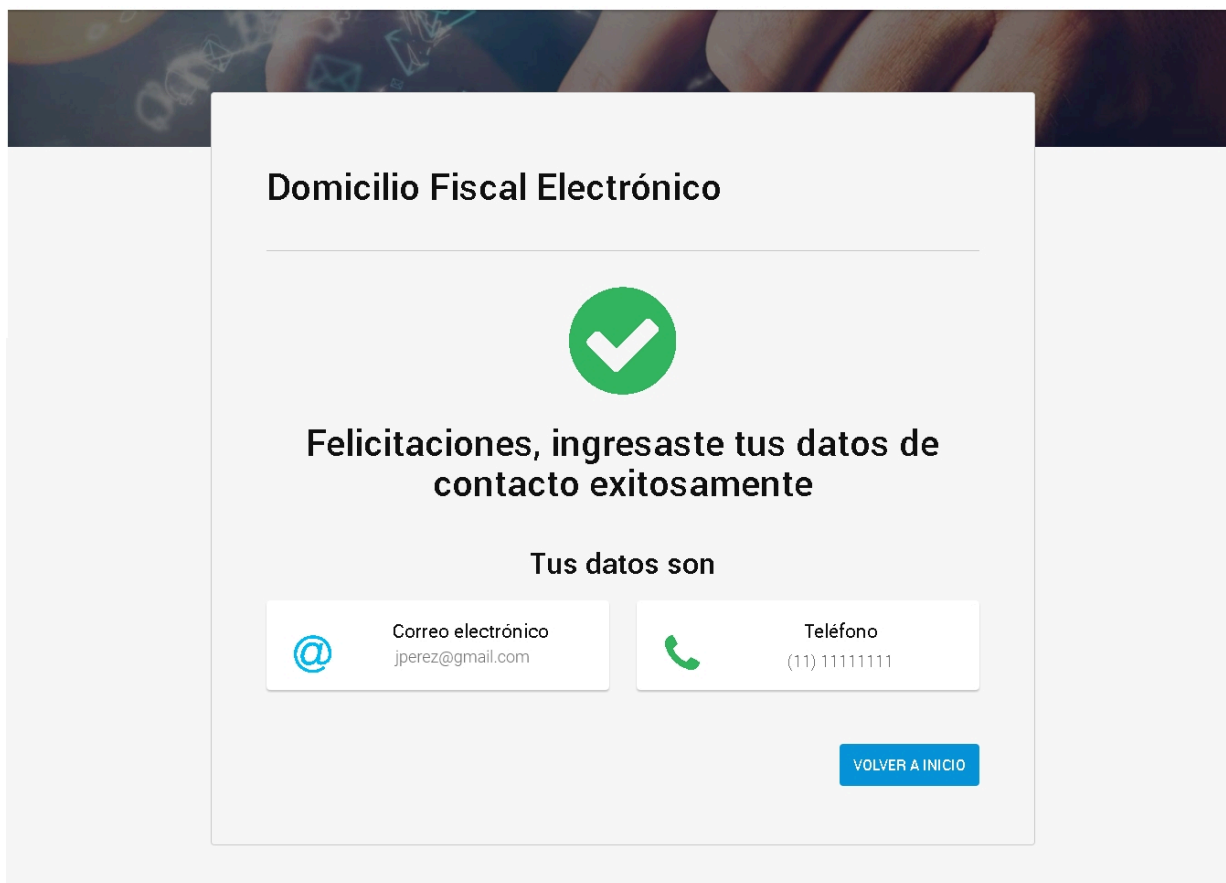 Domicilio Fiscal Electrónico
Felicitaciones, ingresaste tus datos de
contacto exitosamente
Tus datos son
@
Correo electrónico
jperez@gmail.com
Teléfono
(11) 11111111
VOLVER A INICIO